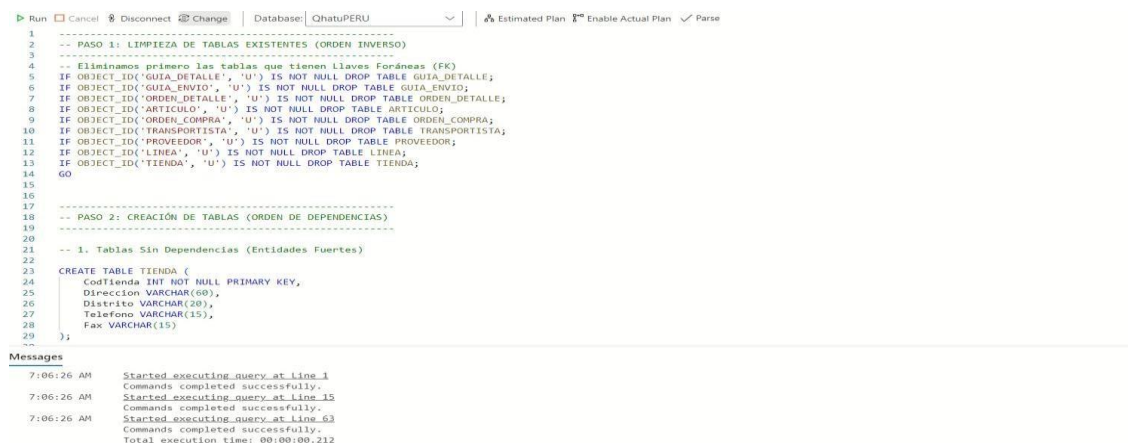 Run Cancel Disconnect Change Database: QhatuPERU Estimated Plan Enable Actual Plan Parse
1 --------------------------------------------------------
2 -- PASO 1: LIMPIEZA DE TABLAS EXISTENTES (ORDEN INVERSO)
3 --------------------------------------------------------
4 -- Eliminamos primero las tablas que tienen Llaves Foráneas (FK)
5 IF OBJECT_ID('GUIA_DETALLE', 'U') IS NOT NULL DROP TABLE GUIA_DETALLE;
6 IF OBJECT_ID('GUIA_ENVIO', 'U') IS NOT NULL DROP TABLE GUIA_ENVIO;
7 IF OBJECT_ID('ORDEN_DETALLE', 'U') IS NOT NULL DROP TABLE ORDEN_DETALLE;
8 IF OBJECT_ID('ARTICULO', 'U') IS NOT NULL DROP TABLE ARTICULO;
9 IF OBJECT_ID('ORDEN_COMPRA', 'U') IS NOT NULL DROP TABLE ORDEN_COMPRA;
10 IF OBJECT_ID('TRANSPORTISTA', 'U') IS NOT NULL DROP TABLE TRANSPORTISTA;
11 IF OBJECT_ID('PROVEEDOR', 'U') IS NOT NULL DROP TABLE PROVEEDOR;
12 IF OBJECT_ID('LINEA', 'U') IS NOT NULL DROP TABLE LINEA;
13 IF OBJECT_ID('TIENDA', 'U') IS NOT NULL DROP TABLE TIENDA;
14 GO
15
16
17 --------------------------------------------------------
18 -- PASO 2: CREACIÓN DE TABLAS (ORDEN DE DEPENDENCIAS)
19 --------------------------------------------------------
20
21 -- 1. Tablas Sin Dependencias (Entidades Fuertes)
22
23 CREATE TABLE TIENDA (
24 CodTienda INT NOT NULL PRIMARY KEY,
25 Direccion VARCHAR(60),
26 Distrito VARCHAR(20),
27 Telefono VARCHAR(15),
28 Fax VARCHAR(15)
29 );
Messages
7:06:26 AM Started executing query at Line 1
Commands completed successfully.
7:06:26 AM Started executing query at Line 15
Commands completed successfully.
7:06:26 AM Started executing query at Line 63
Commands completed successfully.
Total execution time: 00:00:00.212